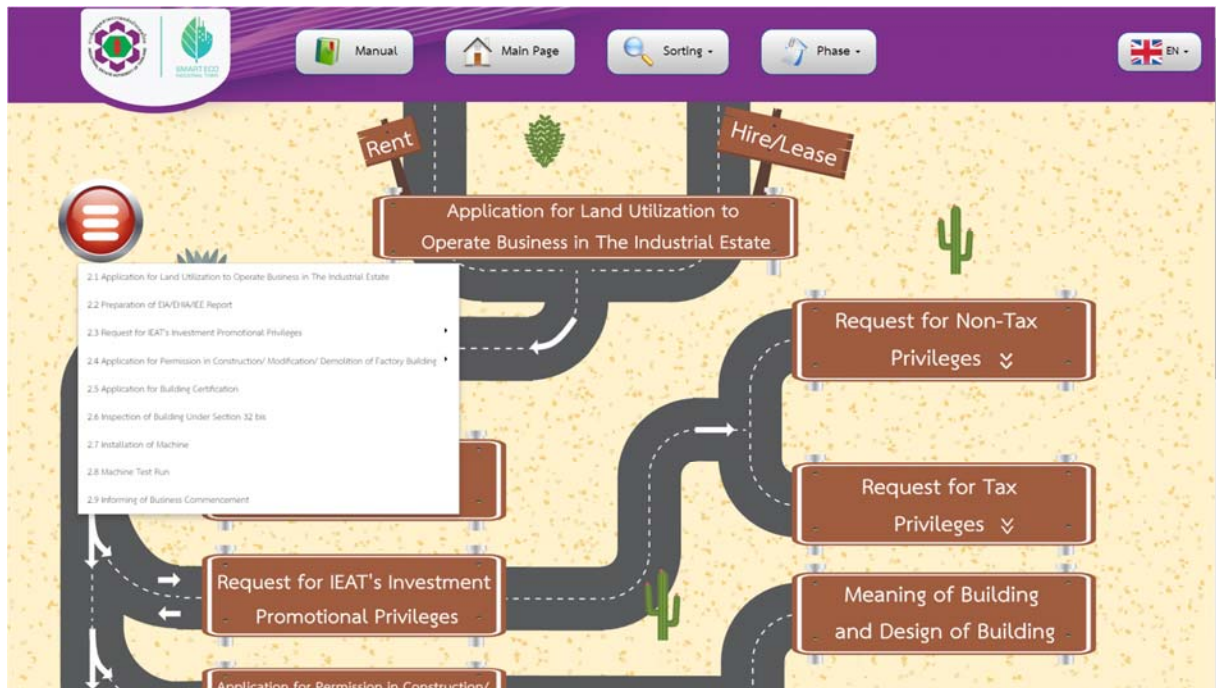 SMART ECO
INDUSTRIAL TOWN
Manual
Main Page
Sorting
Phase
EN
Rent
Hire/Lease
Application for Land Utilization to
Operate Business in The Industrial Estate
2.1 Application for Land Utilization to Operate Business in The Industrial Estate
2.2 Preparation of EIA/EHIA/IEE Report
2.3 Request for IEAT's Investment Promotional Privileges
2.4 Application for Permission in Construction/ Modification/ Demolition of Factory Building
2.5 Application for Building Certification
2.6 Inspection of Building Under Section 32 bis
2.7 Installation of Machine
2.8 Machine Test Run
2.9 Informing of Business Commencement
Request for Non-Tax
Privileges
Request for Tax
Privileges
Request for IEAT's Investment
Promotional Privileges
Meaning of Building
and Design of Building
Application for Permission in Construction/